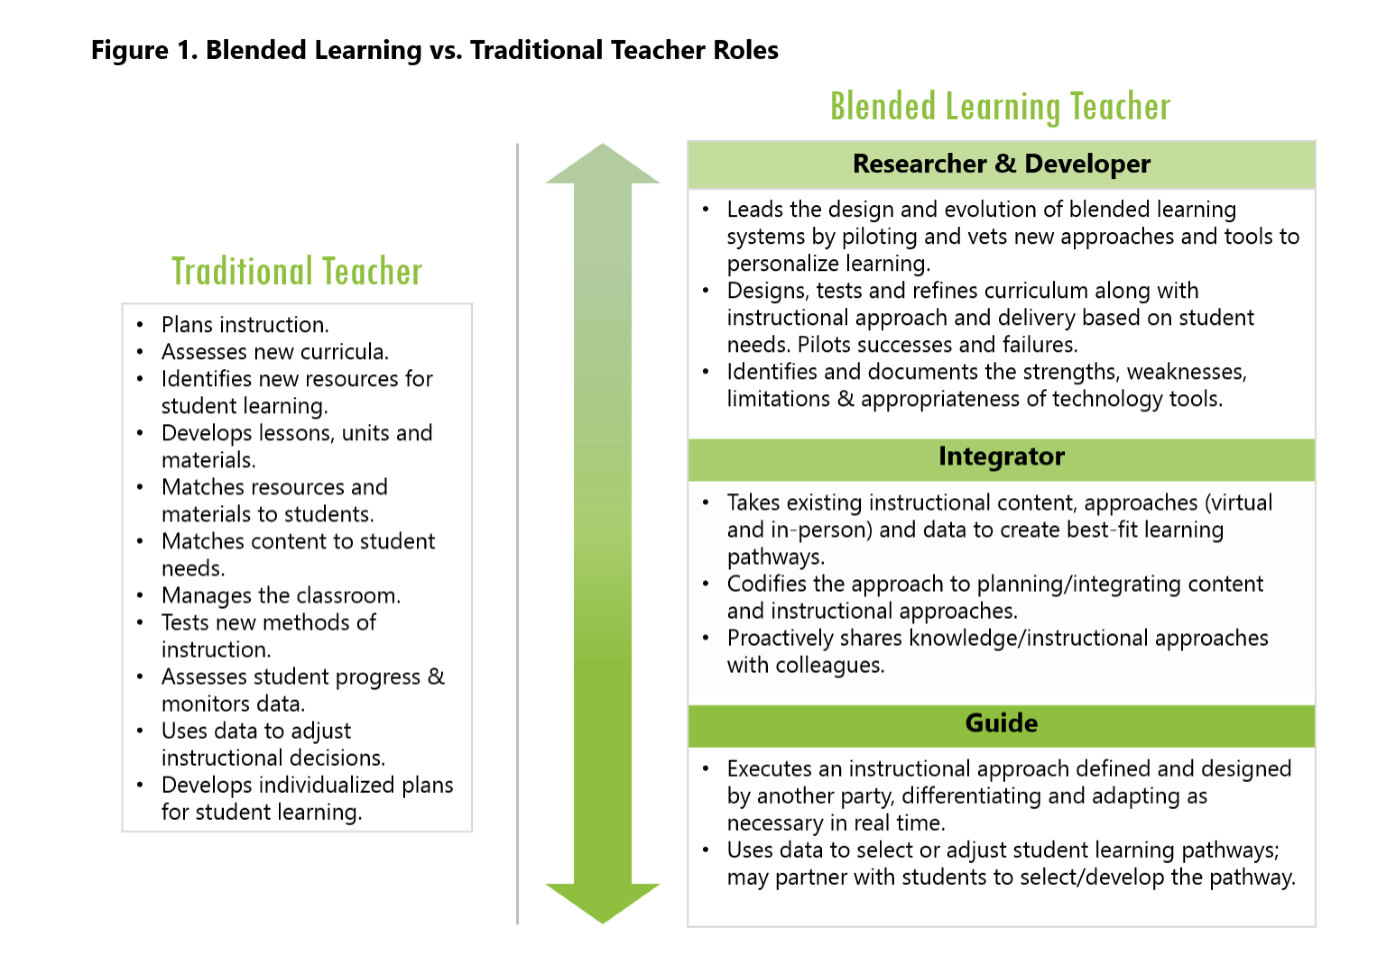 Figure 1. Blended Learning vs. Traditional Teacher Roles
Traditional Teacher
• Plans instruction.
• Assesses new curricula.
• Identifies new resources for
student learning.
• Develops lessons, units and
materials.
• Matches resources and
materials to students.
• Matches content to student
needs.
• Manages the classroom.
• Tests new methods of
instruction.
• Assesses student progress &
monitors data.
• Uses data to adjust
instructional decisions.
• Develops individualized plans
for student learning.
Blended Learning Teacher
Researcher & Developer
• Leads the design and evolution of blended learning
systems by piloting and vets new approaches and tools to
personalize learning.
• Designs, tests and refines curriculum along with
instructional approach and delivery based on student
needs. Pilots successes and failures.
• Identifies and documents the strengths, weaknesses,
limitations & appropriateness of technology tools.
Integrator
• Takes existing instructional content, approaches (virtual
and in-person) and data to create best-fit learning
pathways.
• Codifies the approach to planning/integrating content
and instructional approaches.
• Proactively shares knowledge/instructional approaches
with colleagues.
Guide
• Executes an instructional approach defined and designed
by another party, differentiating and adapting as
necessary in real time.
• Uses data to select or adjust student learning pathways;
may partner with students to select/develop the pathway.